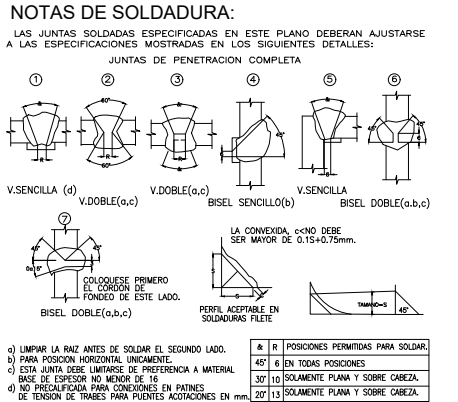 NOTAS DE SOLDADURA:
LAS JUNTAS SOLDADAS ESPECIFICADAS EN ESTE PLANO DEBERAN AJUSTARSE
A LAS ESPECIFICACIONES MOSTRADAS EN LOS SIGUIENTES DETALLES:
JUNTAS DE PENETRACION COMPLETA
1 2 3 4 5 6
& 60° & & 45° 45°
R R 60° R & 45° 6
V.SENCILLA (d)
V.DOBLE(a,c)
V.DOBLE(a,c)
BISEL SENCILLO(b)
V.SENCILLA
BISEL DOBLE(a.b,c)
7
45° 45°
COLOQUESE PRIMERO
EL CORDON DE
FONDEO DE ESTE LADO.
BISEL DOBLE(a,b,c)
LA CONVEXIDA, c<NO DEBE
SER MAYOR DE 0.1S+0.75mm.
S
S
PERFIL ACEPTABLE EN
SOLDADURAS FILETE
TAMAÑO=S
45°
a) LIMPIAR LA RAIZ ANTES DE SOLDAR EL SEGUNDO LADO.
b) PARA POSICION HORIZONTAL UNICAMENTE.
c) ESTA JUNTA DEBE LIMITARSE DE PREFERENCIA A MATERIAL
BASE DE ESPESOR NO MENOR DE 16
d) NO PRECALIFICADA PARA CONEXIONES EN PATINES
DE TENSION DE TRABES PARA PUENTES ACOTACIONES EN mm.
& R POSICIONES PERMITIDAS PARA SOLDAR.
45° 6 EN TODAS POSICIONES
30° 10 SOLAMENTE PLANA Y SOBRE CABEZA.
20° 13 SOLAMENTE PLANA Y SOBRE CABEZA.